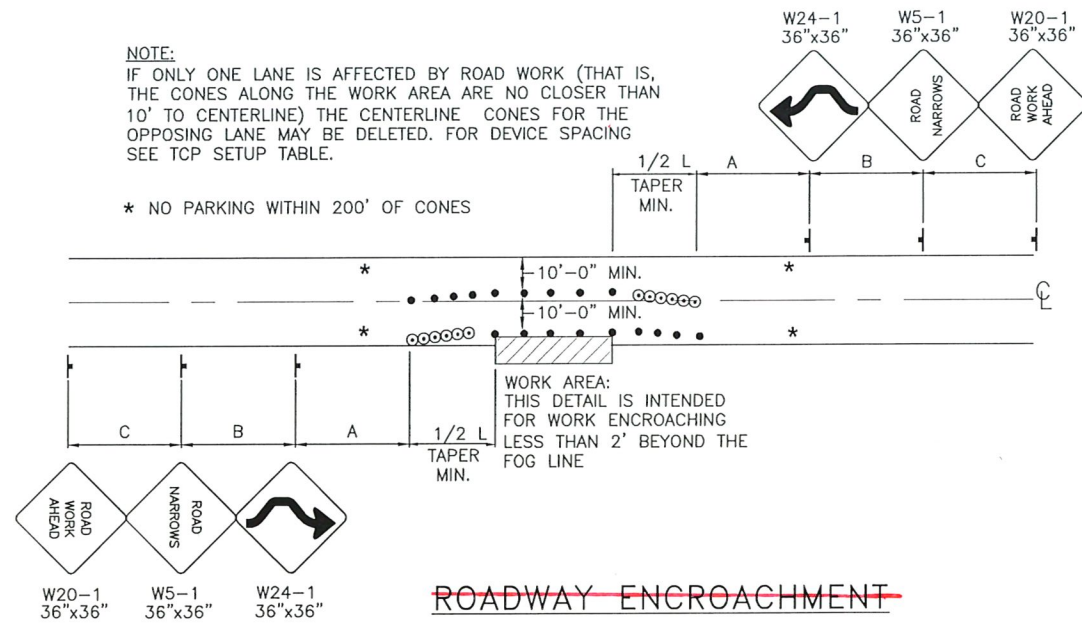 NOTE:
IF ONLY ONE LANE IS AFFECTED BY ROAD WORK (THAT IS,
THE CONES ALONG THE WORK AREA ARE NO CLOSER THAN
10' TO CENTERLINE) THE CENTERLINE CONES FOR THE
OPPOSING LANE MAY BE DELETED. FOR DEVICE SPACING
SEE TCP SETUP TABLE.
* NO PARKING WITHIN 200' OF CONES
W24-1
36"x36"
W5-1
36"x36"
W20-1
36"x36"
ROAD
NARROWS
ROAD
WORK
AHEAD
1/2 L
TAPER
MIN.
A
B
C
*
*
10'-0" MIN.
℄
10'-0" MIN.
*
*
WORK AREA:
THIS DETAIL IS INTENDED
FOR WORK ENCROACHING
LESS THAN 2' BEYOND THE
FOG LINE
C
B
A
1/2 L
TAPER
MIN.
ROAD
WORK
AHEAD
ROAD
NARROWS
W20-1
36"x36"
W5-1
36"x36"
W24-1
36"x36"
ROADWAY ENCROACHMENT